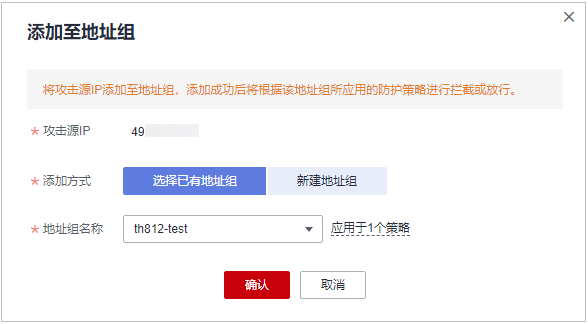 添加至地址组
将攻击源IP添加至地址组，添加成功后将根据该地址组所应用的防护策略进行拦截或放行。
* 攻击源IP 49
* 添加方式 选择已有地址组 新建地址组
* 地址组名称 th812-test 应用于1个策略
确认 取消